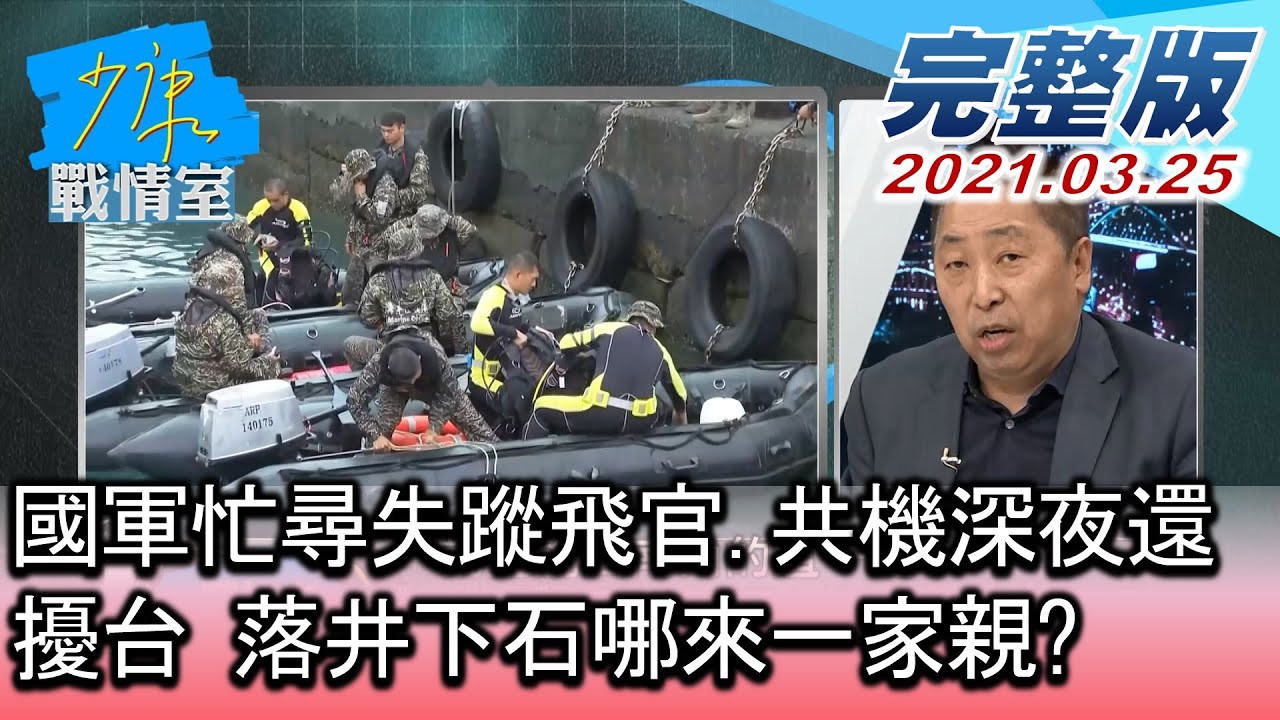 少康
戰情室
完整版
2021.03.25
140175
ARP
140175
國軍忙尋失蹤飛官.共機深夜還
擾台 落井下石哪來一家親?